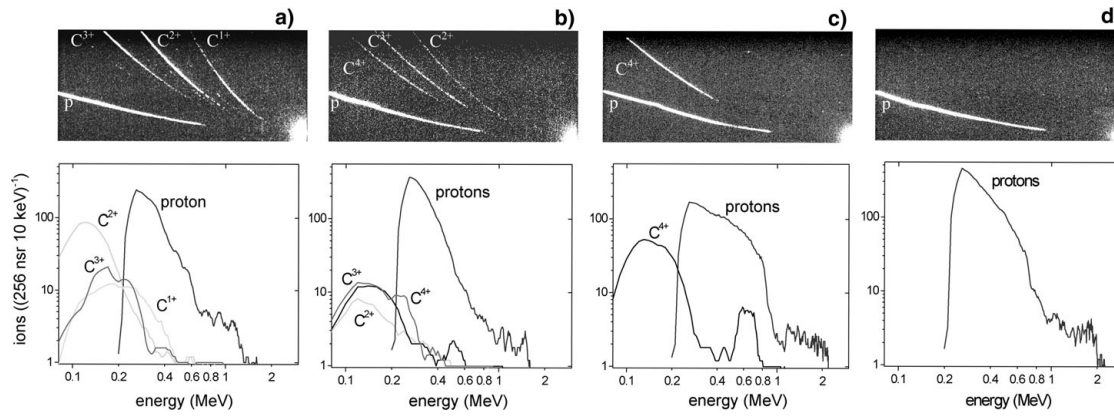 a)
C3+
C2+
C1+
p
b)
C3+
C2+
C4+
p
c)
C4+
p
d)
p
ions ((256 nsr 10 keV)-1)
100
10
1
proton
C2+
C3+
C1+
0.1 0.2 0.4 0.6 0.8 1 2
energy (MeV)
100
10
1
protons
C3+
C4+
C2+
0.1 0.2 0.4 0.6 0.8 1 2
energy (MeV)
100
10
1
protons
C4+
0.1 0.2 0.4 0.6 0.8 1 2
energy (MeV)
100
10
1
protons
0.1 0.2 0.4 0.6 0.8 1 2
energy (MeV)